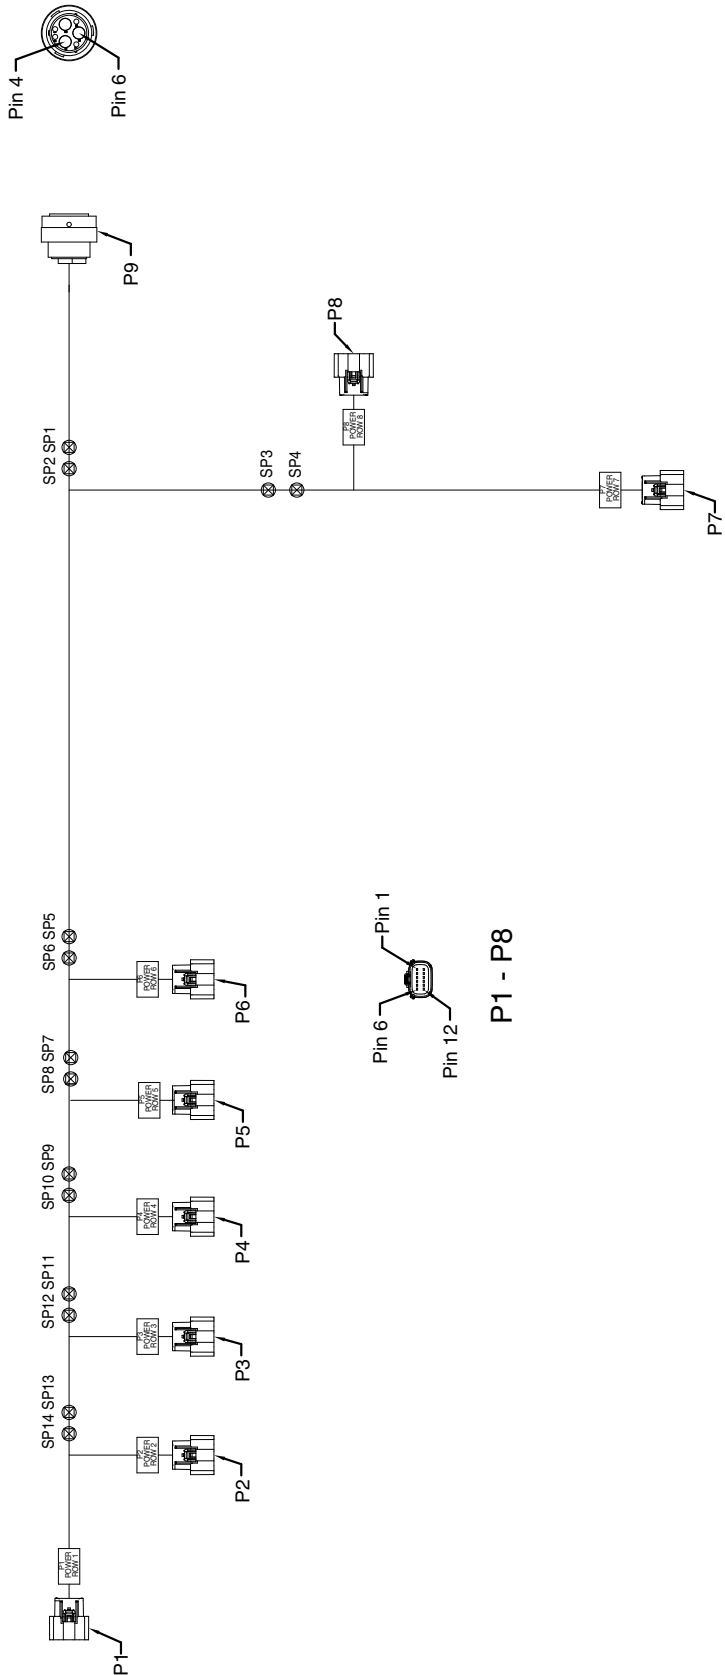 Pin 4
Pin 6
P9
P8
P8
POWER
ROW 8
SP2 SP1
SP3
SP4
P7
POWER
ROW 7
P7
SP6 SP5
P6
POWER
ROW 6
P6
SP8 SP7
P5
POWER
ROW 5
P5
SP10 SP9
P4
POWER
ROW 4
P4
SP12 SP11
P3
POWER
ROW 3
P3
SP14 SP13
P2
POWER
ROW 2
P2
P1
POWER
ROW 1
P1
Pin 6
Pin 1
Pin 12
P1 - P8